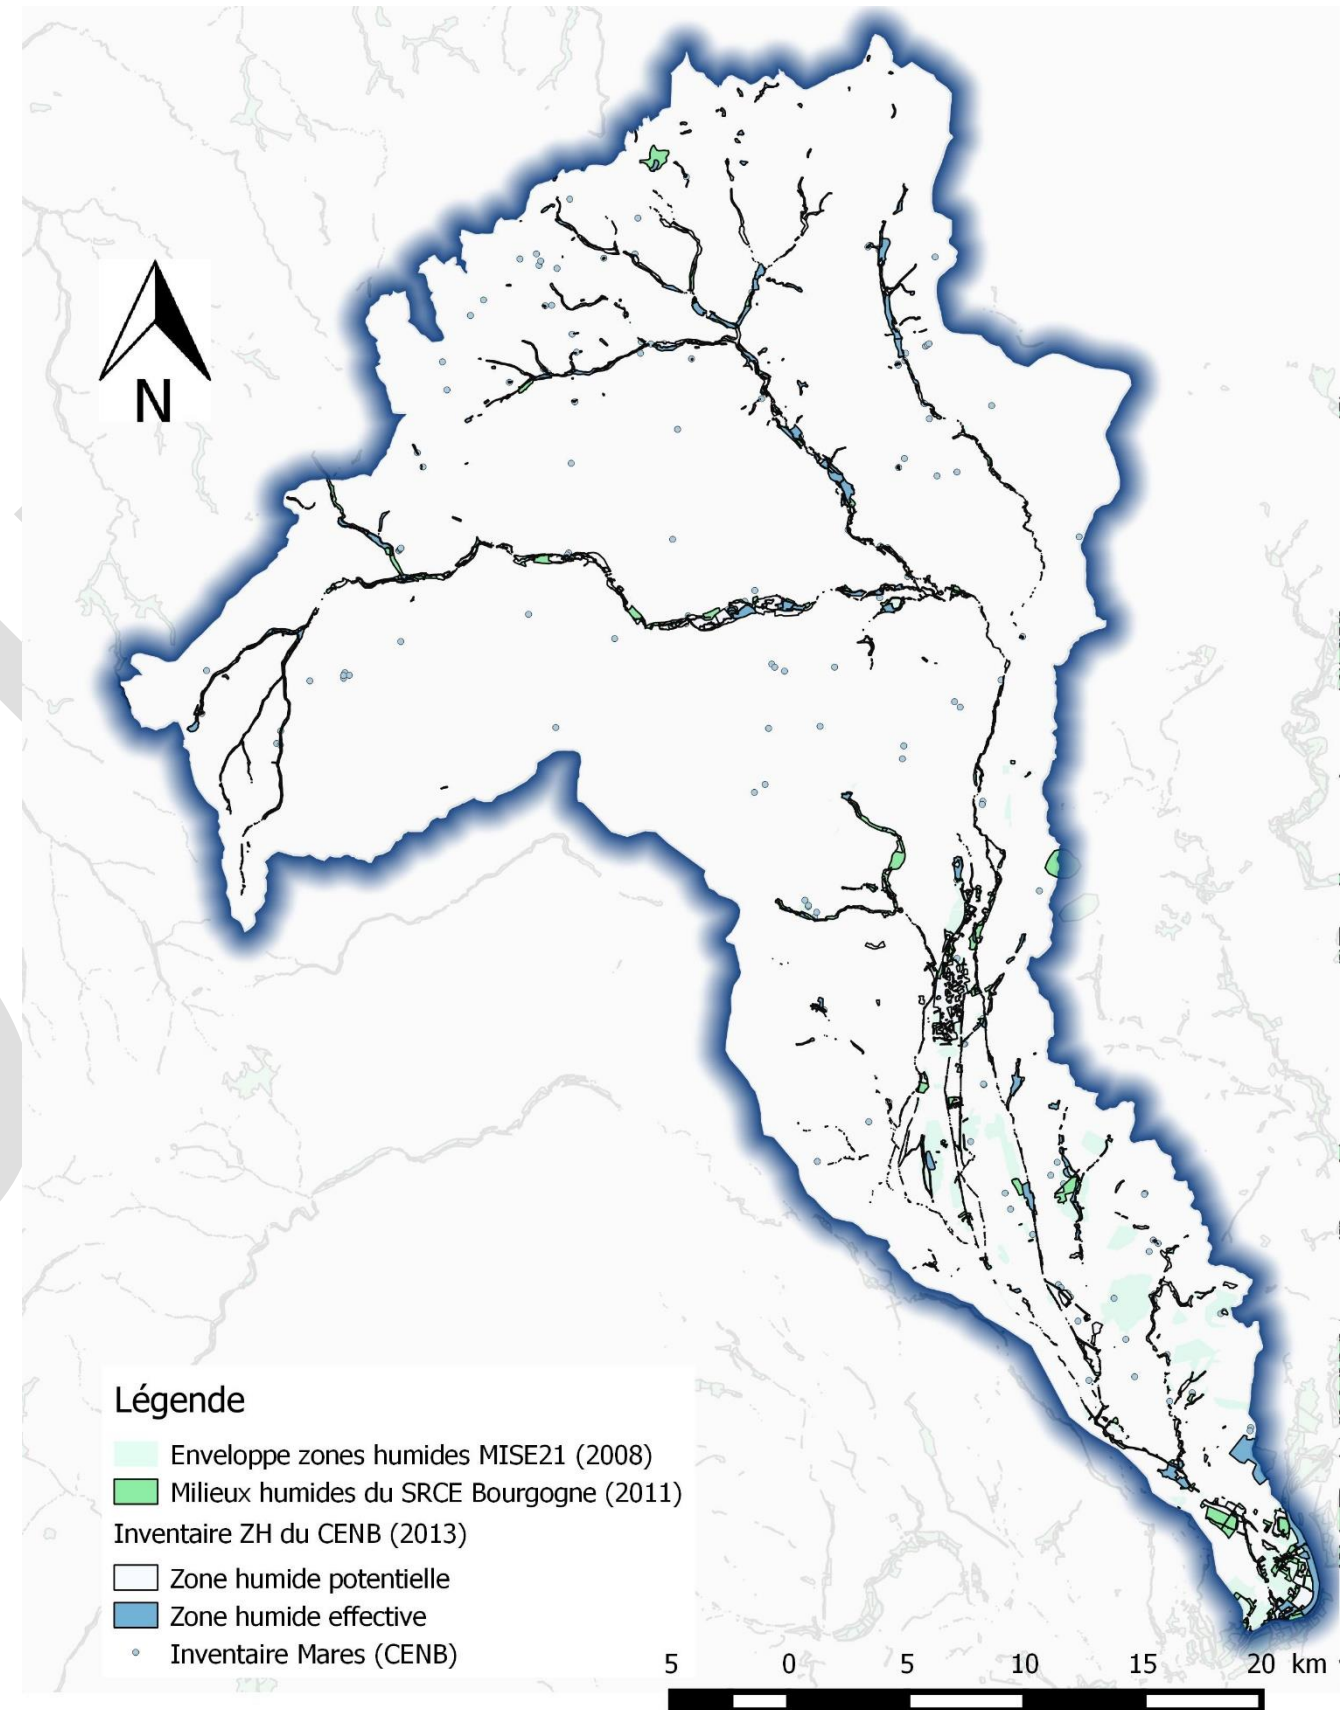 N
Légende
Enveloppe zones humides MISE21 (2008)
Milieux humides du SRCE Bourgogne (2011)
Inventaire ZH du CENB (2013)
Zone humide potentielle
Zone humide effective
Inventaire Mares (CENB)
5 0 5 10 15 20 km